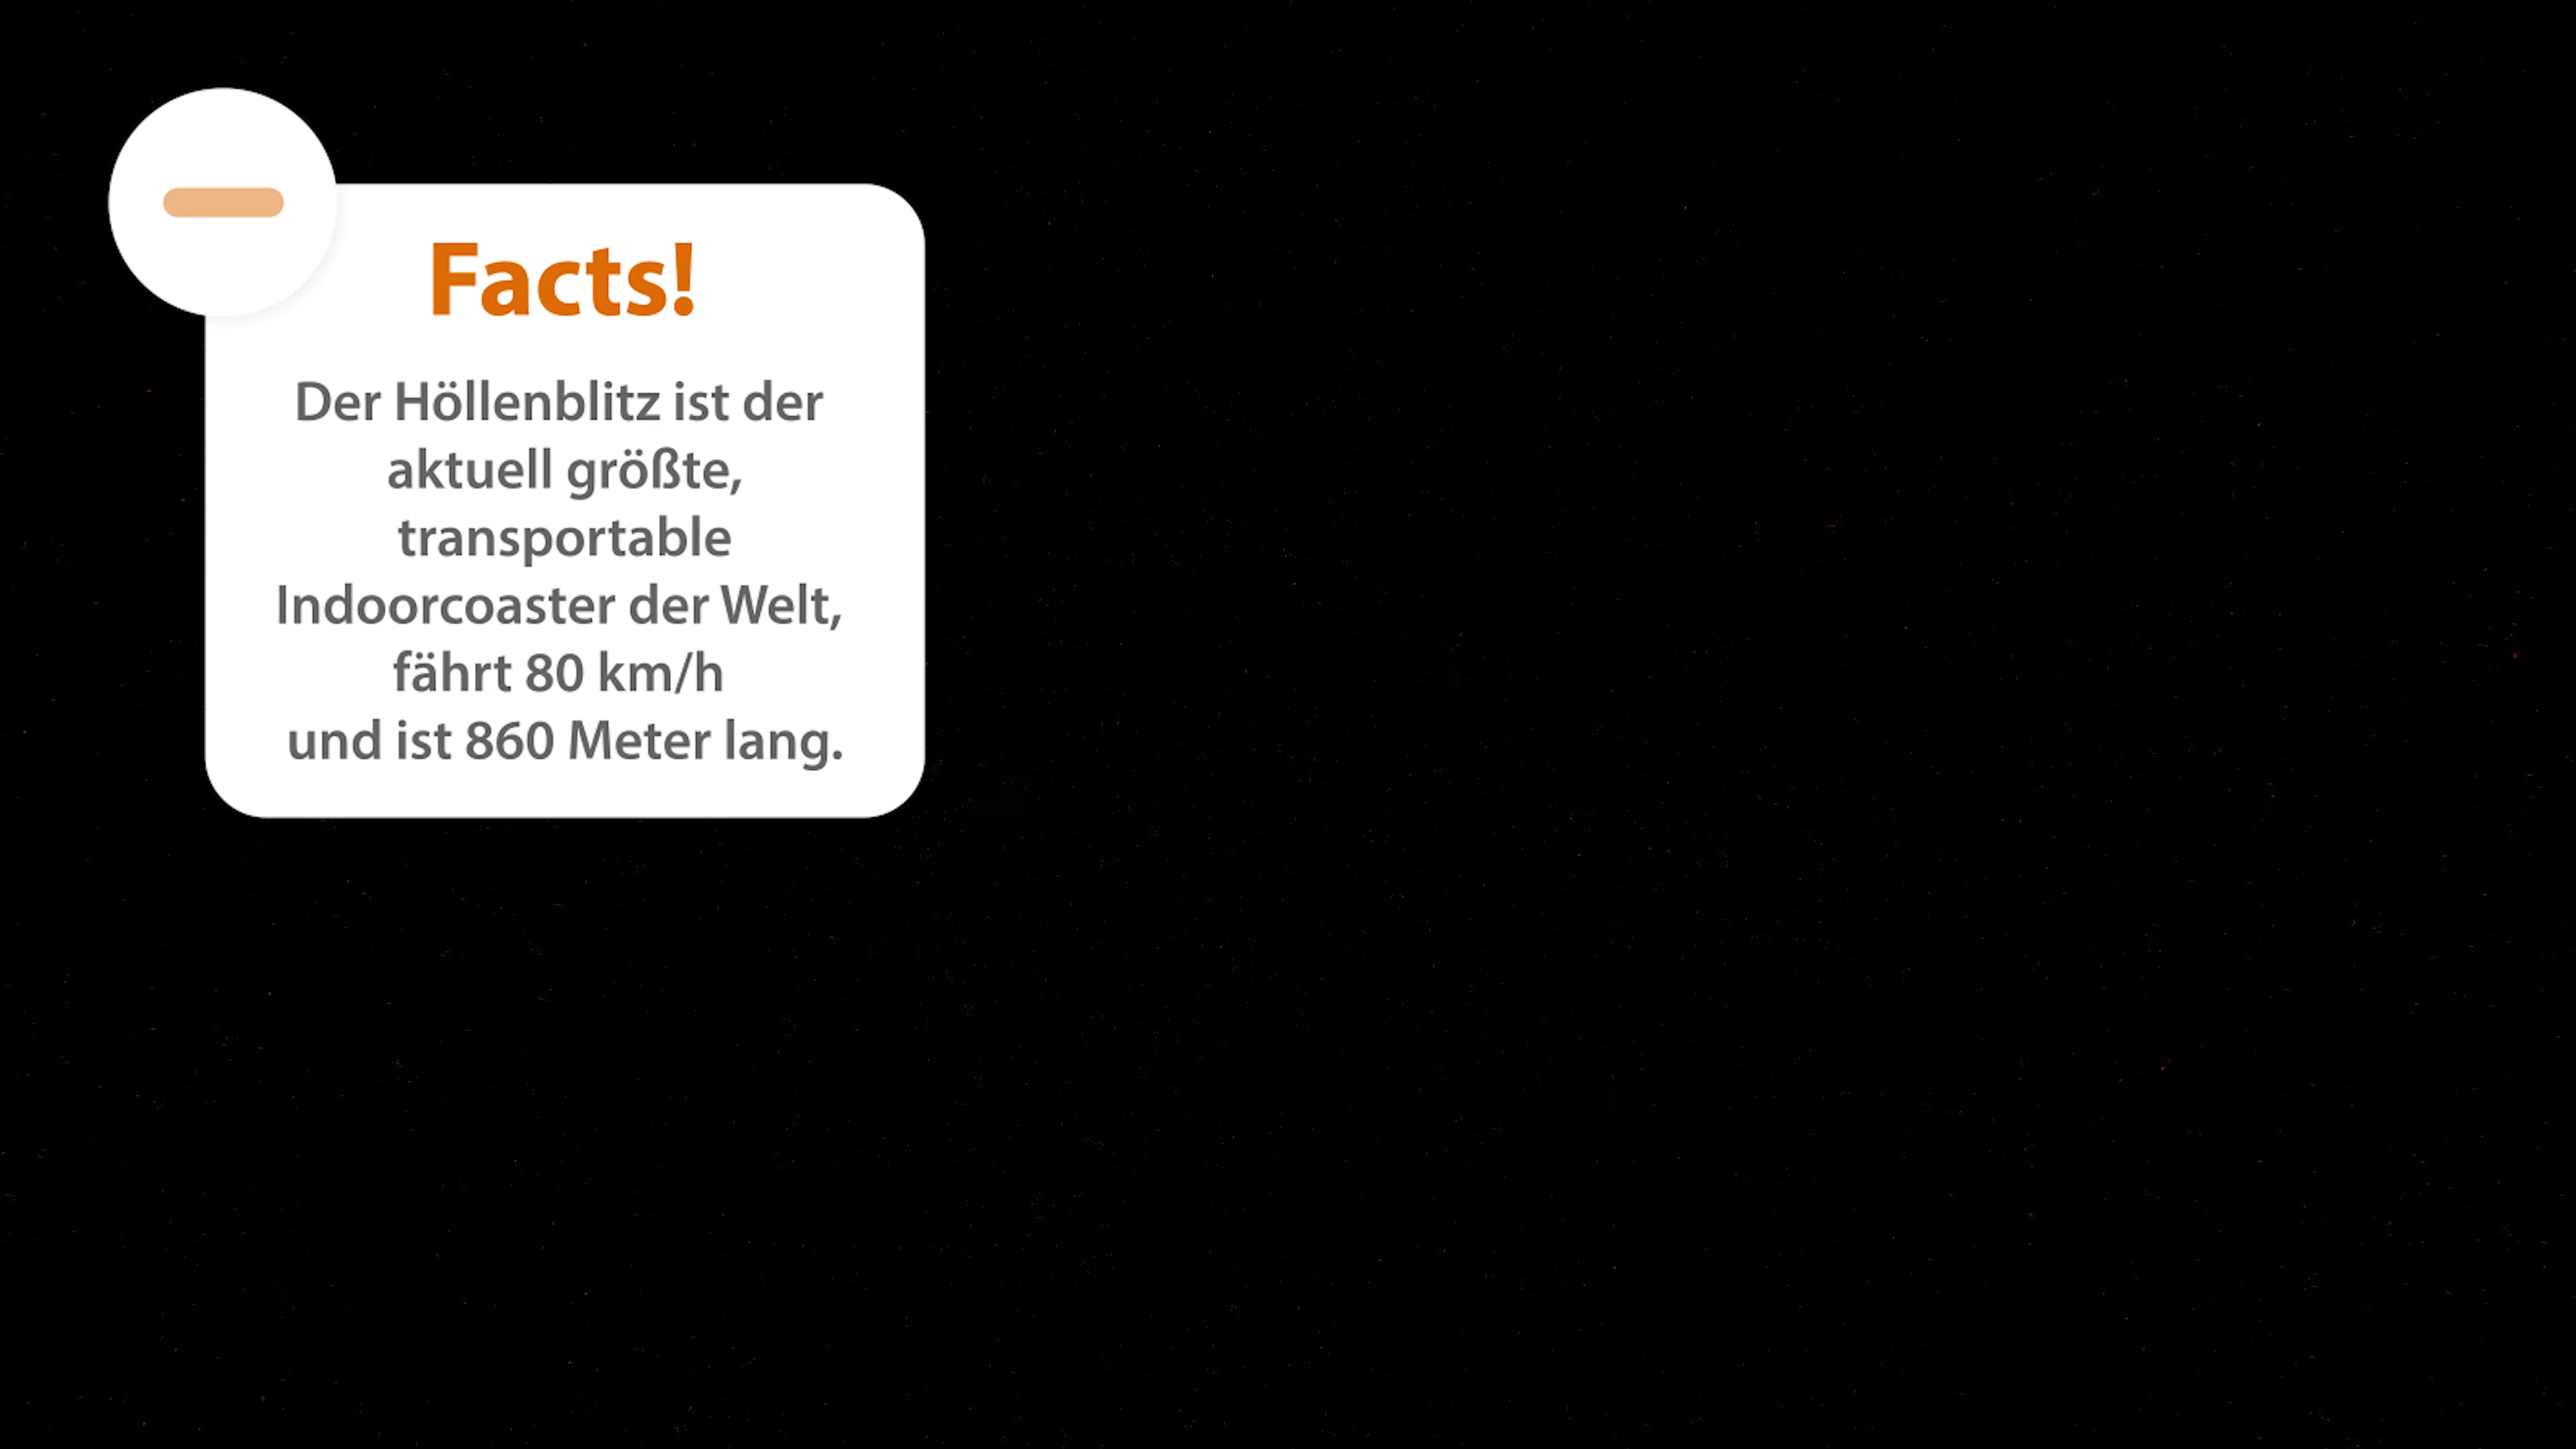 Facts!
Der Höllenblitz ist der
aktuell größte,
transportable
Indoorcoaster der Welt,
fährt 80 km/h
und ist 860 Meter lang.